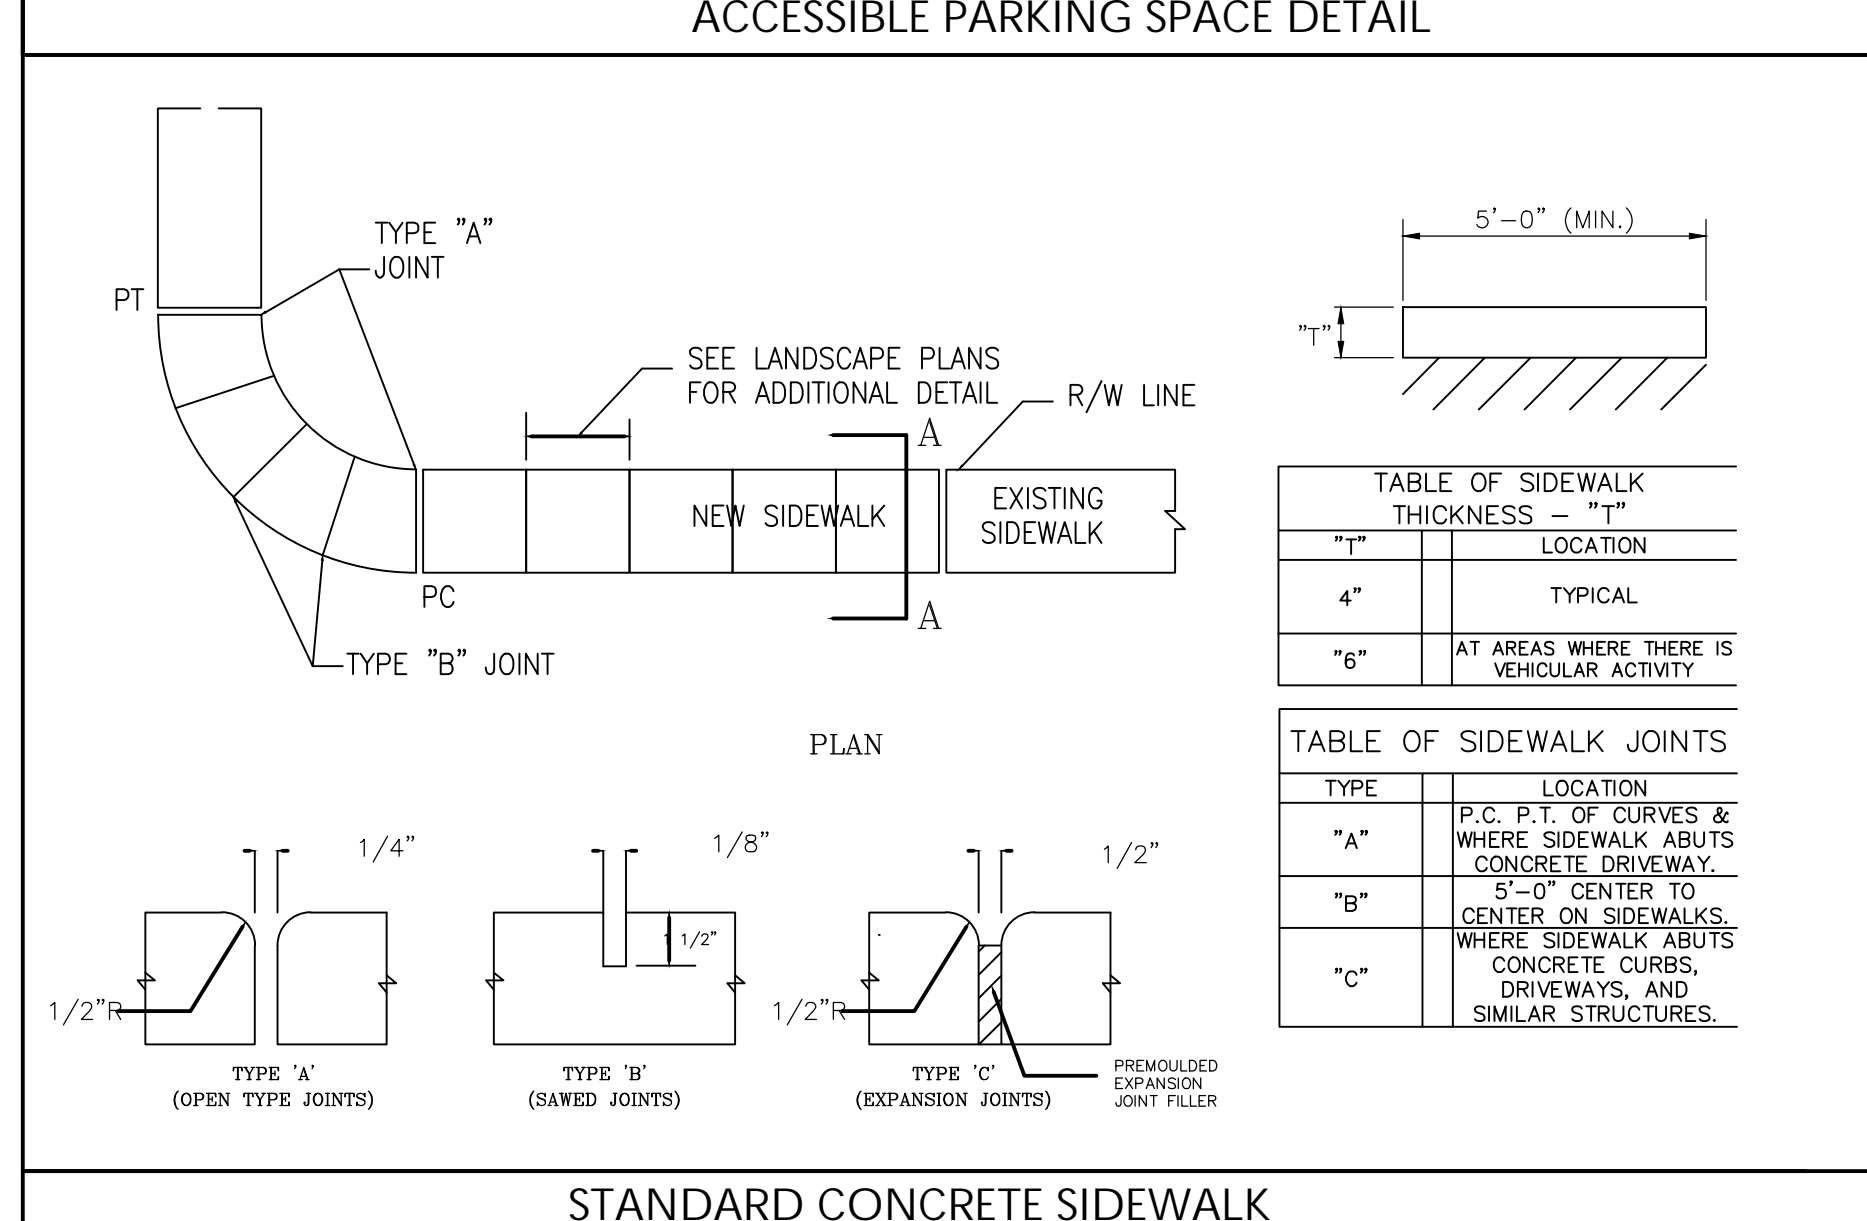 ACCESSIBLE PARKING SPACE DETAIL
TYPE "A"
JOINT
PT
SEE LANDSCAPE PLANS
FOR ADDITIONAL DETAIL
R/W LINE
A
NEW SIDEWALK
EXISTING
SIDEWALK
PC
A
TYPE "B" JOINT
PLAN
5'-0" (MIN.)
"T"
TABLE OF SIDEWALK
THICKNESS - "T"
"T" LOCATION
4" TYPICAL
"6" AT AREAS WHERE THERE IS
VEHICULAR ACTIVITY
TABLE OF SIDEWALK JOINTS
TYPE LOCATION
"A" P.C. P.T. OF CURVES &
WHERE SIDEWALK ABUTS
CONCRETE DRIVEWAY.
"B" 5'-0" CENTER TO
CENTER ON SIDEWALKS.
"C" WHERE SIDEWALK ABUTS
CONCRETE CURBS,
DRIVEWAYS, AND
SIMILAR STRUCTURES.
1/4"
1/2"R
TYPE 'A'
(OPEN TYPE JOINTS)
1/8"
1 1/2"
TYPE 'B'
(SAWED JOINTS)
1/2"
1/2"R
TYPE 'C'
(EXPANSION JOINTS)
PREMOULDED
EXPANSION
JOINT FILLER
STANDARD CONCRETE SIDEWALK